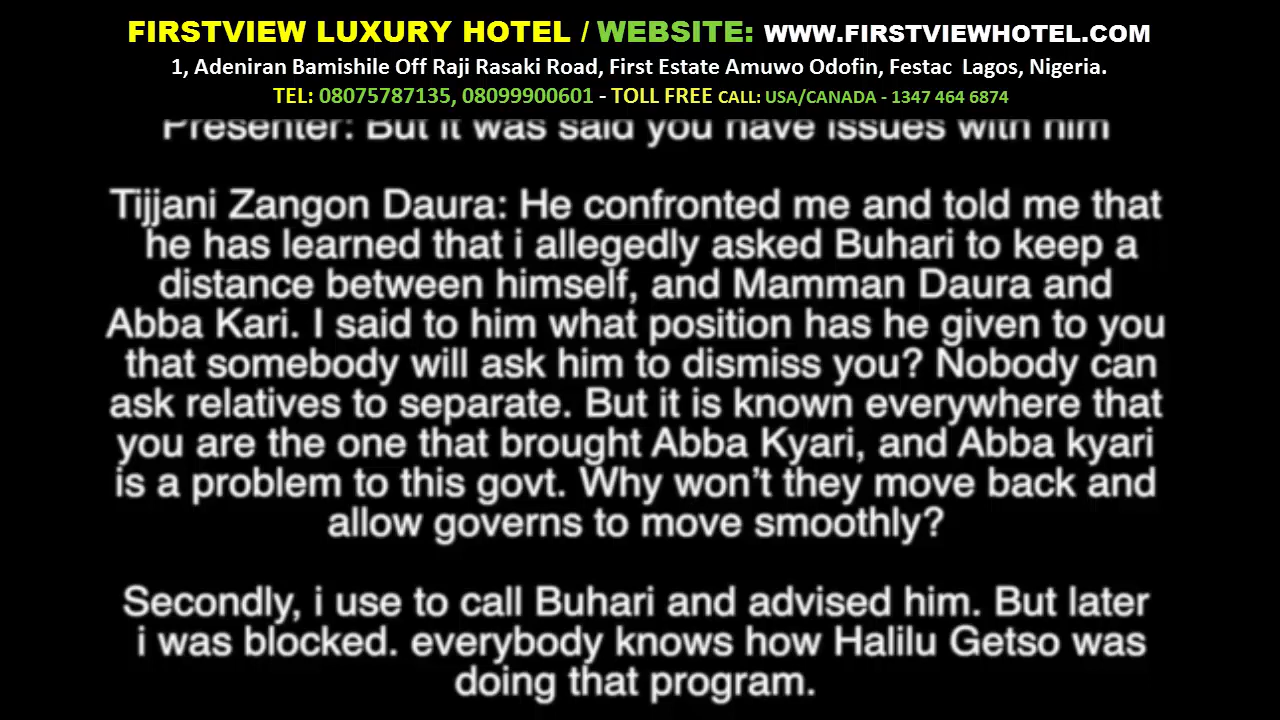 FIRSTVIEW LUXURY HOTEL / WEBSITE: WWW.FIRSTVIEWHOTEL.COM
1, Adeniran Bamishile Off Raji Rasaki Road, First Estate Amuwo Odofin, Festac Lagos, Nigeria.
TEL: 08075787135, 08099900601 - TOLL FREE CALL: USA/CANADA - 1347 464 6874
Presenter: But it was said you have issues with him
Tijjani Zangon Daura: He confronted me and told me that
he has learned that i allegedly asked Buhari to keep a
distance between himself, and Mamman Daura and
Abba Kari. I said to him what position has he given to you
that somebody will ask him to dismiss you? Nobody can
ask relatives to separate. But it is known everywhere that
you are the one that brought Abba Kyari, and Abba kyari
is a problem to this govt. Why won’t they move back and
allow governs to move smoothly?
Secondly, i use to call Buhari and advised him. But later
i was blocked. everybody knows how Halilu Getso was
doing that program.